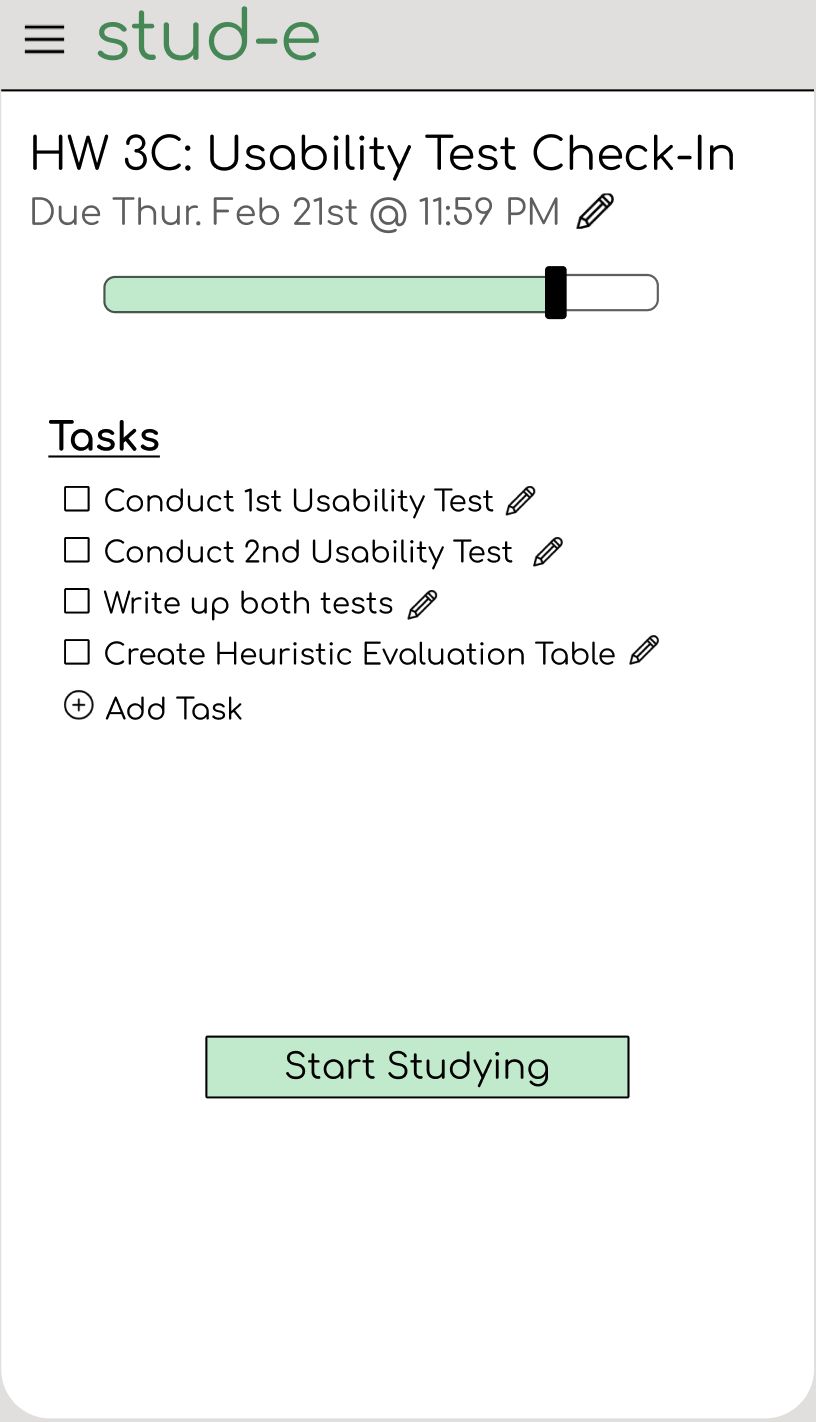 stud-e
HW 3C: Usability Test Check-In
Due Thur. Feb 21st @ 11:59 PM
Tasks
Conduct 1st Usability Test
Conduct 2nd Usability Test
Write up both tests
Create Heuristic Evaluation Table
Add Task
Start Studying